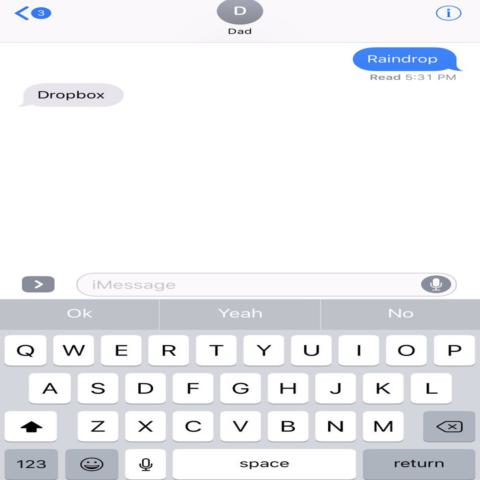 3
D
Dad
Raindrop
Read 5:31 PM
Dropbox
iMessage
Ok Yeah No
Q W E R T Y U I O P
A S D F G H J K L
Z X C V B N M
123 space return